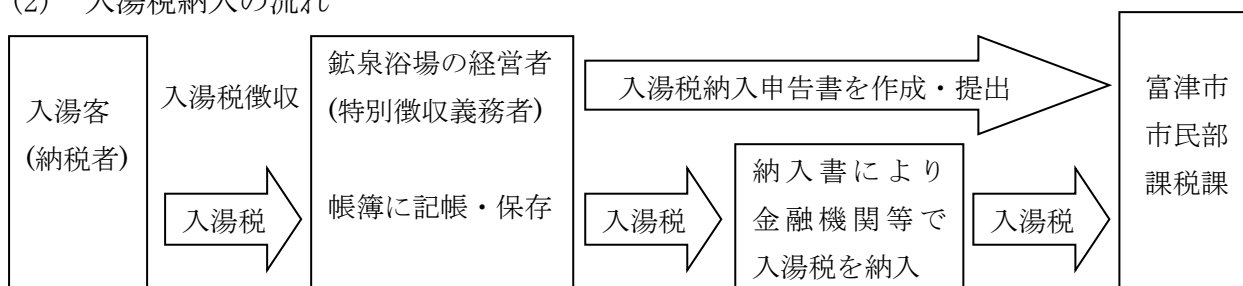 (2) 入湯税納入の流れ
入湯客
(納税者)
入湯税徴収
入湯税
鉱泉浴場の経営者
(特別徴収義務者)
帳簿に記帳・保存
入湯税納入申告書を作成・提出
入湯税
納入書により
金融機関等で
入湯税を納入
入湯税
富津市
市民部
課税課